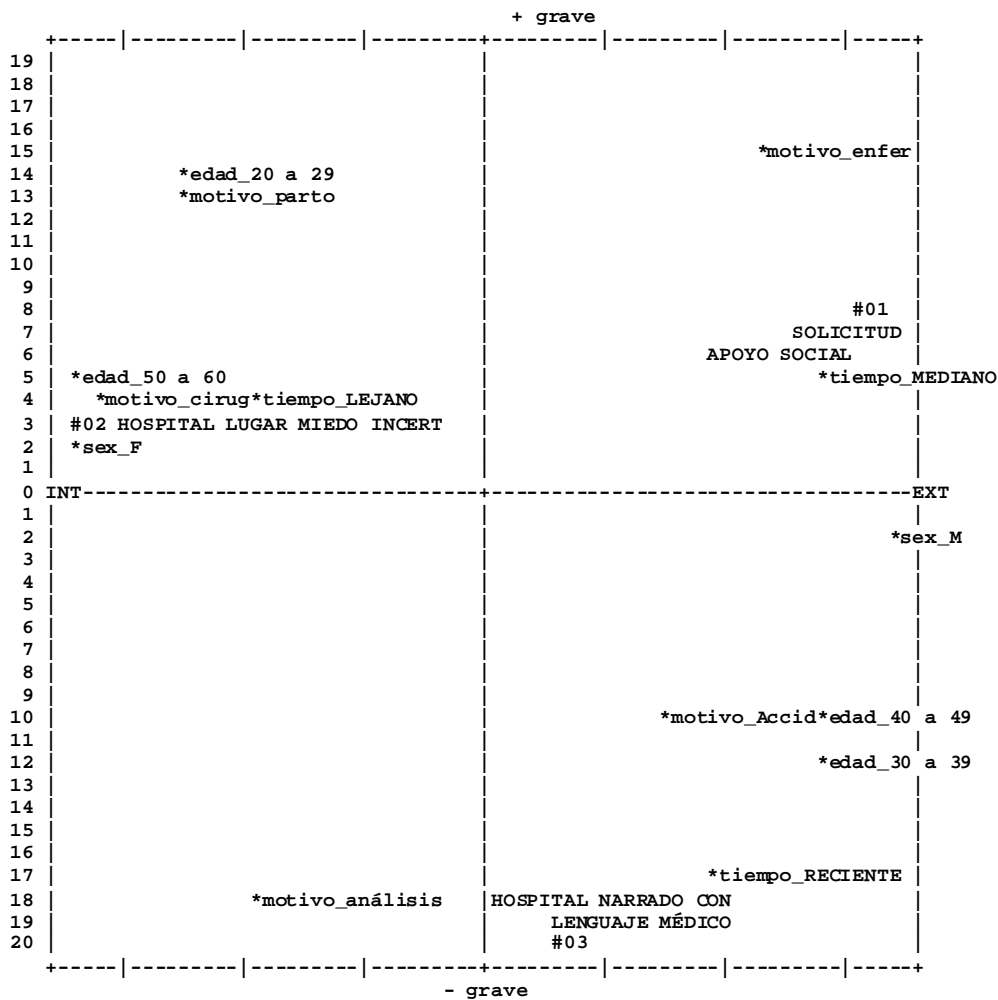 + grave
+-----|---------|---------|---------+---------|---------|---------|-----+
19 | | |
18 | | |
17 | | |
16 | | |
15 | | *motivo_enfer|
14 | *edad_20 a 29 | |
13 | *motivo_parto | |
12 | | |
11 | | |
10 | | |
9 | | |
8 | | #01 |
7 | | SOLICITUD |
6 | | APOYO SOCIAL |
5 | *edad_50 a 60 | *tiempo_MEDIANO
4 | *motivo_cirug*tiempo_LEJANO | |
3 | #02 HOSPITAL LUGAR MIEDO INCERT | |
2 | *sex_F | |
1 | | |
0 INT---------------------------------+-----------------------------------EXT
1 | | |
2 | | *sex_M
3 | | |
4 | | |
5 | | |
6 | | |
7 | | |
8 | | |
9 | | |
10 | | *motivo_Accid*edad_40 a 49
11 | | |
12 | | *edad_30 a 39
13 | | |
14 | | |
15 | | |
16 | | |
17 | | *tiempo_RECIENTE |
18 | *motivo_análisis |HOSPITAL NARRADO CON |
19 | | LENGUAJE MÉDICO |
20 | | #03 |
+-----|---------|---------|---------+---------|---------|---------|-----+
- grave